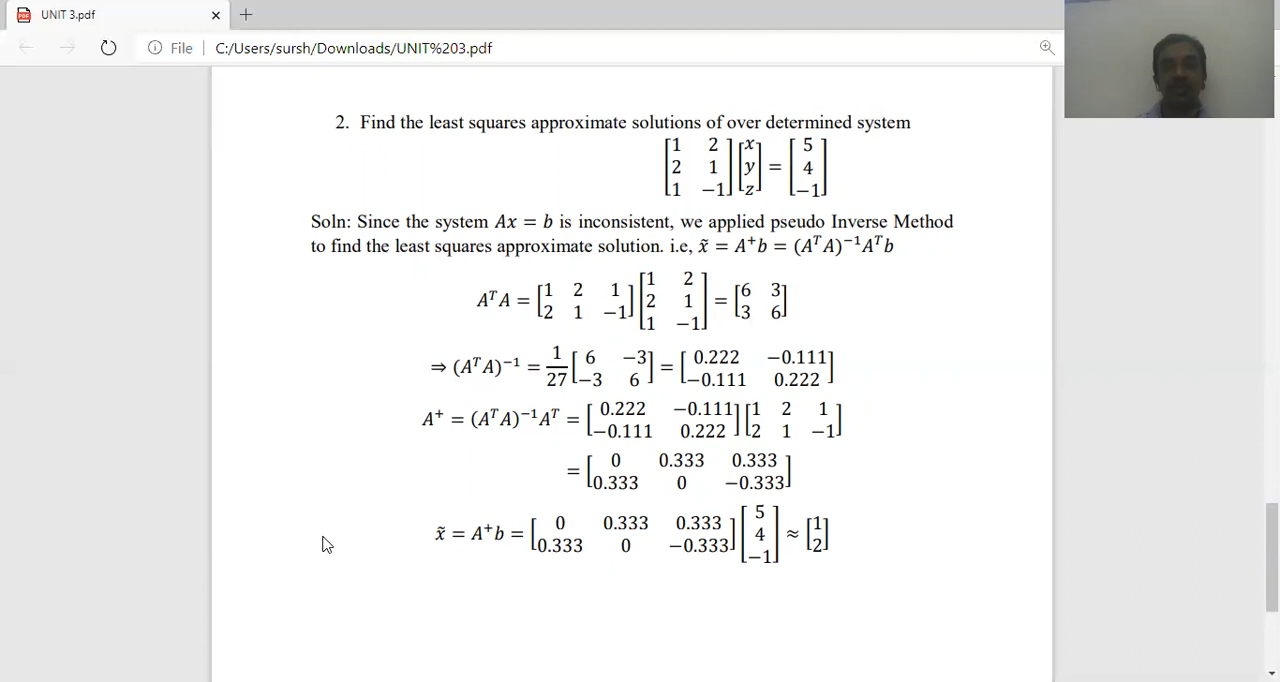 UNIT 3.pdf
File | C:/Users/sursh/Downloads/UNIT%203.pdf
2. Find the least squares approximate solutions of over determined system
[1 2; 2 1; 1 −1] [x; y; z] = [5; 4; −1]
Soln: Since the system Ax = b is inconsistent, we applied pseudo Inverse Method
to find the least squares approximate solution. i.e, x̃ = A⁺b = (AᵀA)⁻¹Aᵀb
AᵀA = [1 2 1; 2 1 −1] [1 2; 2 1; 1 −1] = [6 3; 3 6]
⇒ (AᵀA)⁻¹ = 1/27 [6 −3; −3 6] = [0.222 −0.111; −0.111 0.222]
A⁺ = (AᵀA)⁻¹Aᵀ = [0.222 −0.111; −0.111 0.222] [1 2 1; 2 1 −1]
= [0 0.333 0.333; 0.333 0 −0.333]
x̃ = A⁺b = [0 0.333 0.333; 0.333 0 −0.333] [5; 4; −1] ≈ [1; 2]